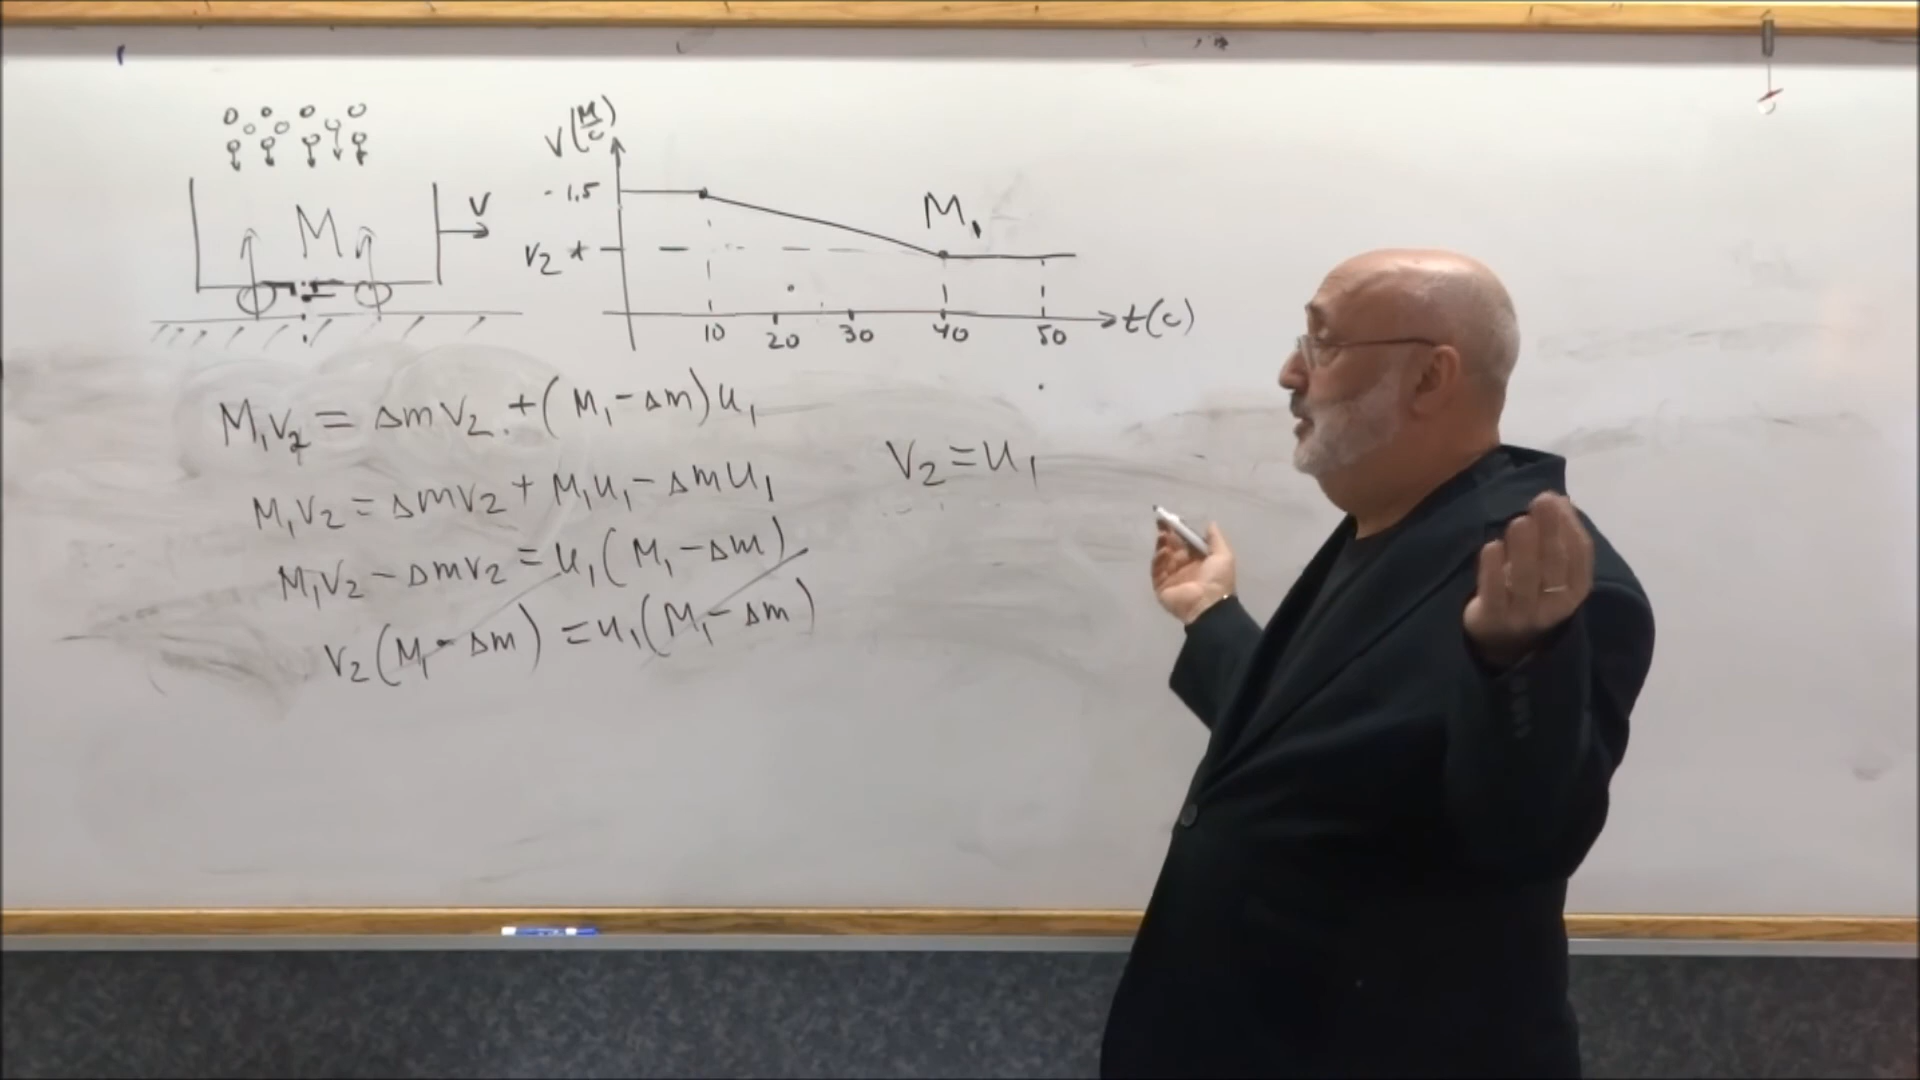 V(М/с)
1,5
V₂
M
V
M₁
10 20 30 40 50
t(c)
M₁V₂ = ΔmV₂ + (M₁ - Δm)u₁
M₁V₂ = ΔmV₂ + M₁u₁ - Δmu₁
V₂ = u₁
M₁V₂ - ΔmV₂ = u₁(M₁ - Δm)
V₂(M₁ - Δm) = u₁(M₁ - Δm)